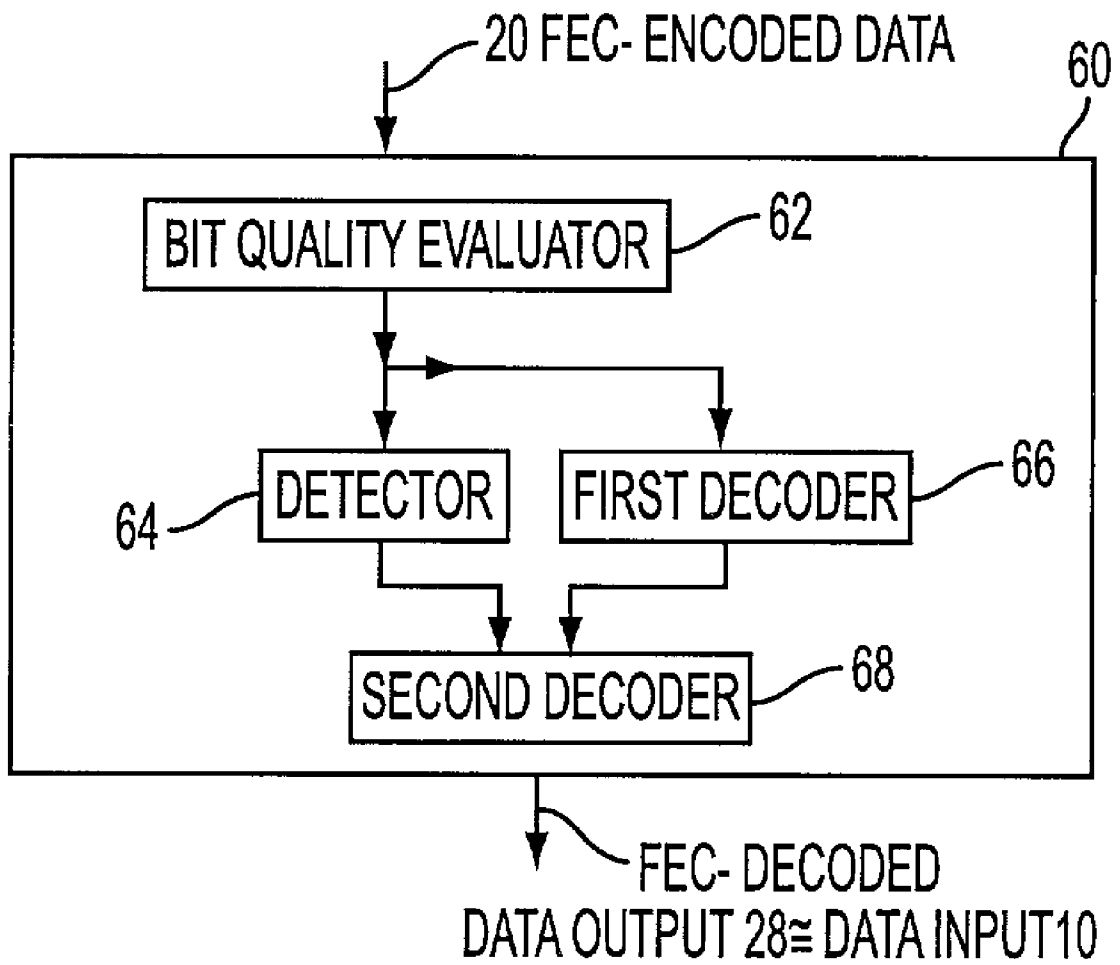 20 FEC- ENCODED DATA
60
BIT QUALITY EVALUATOR
62
DETECTOR
64
FIRST DECODER
66
SECOND DECODER
68
FEC- DECODED
DATA OUTPUT 28≅ DATA INPUT10